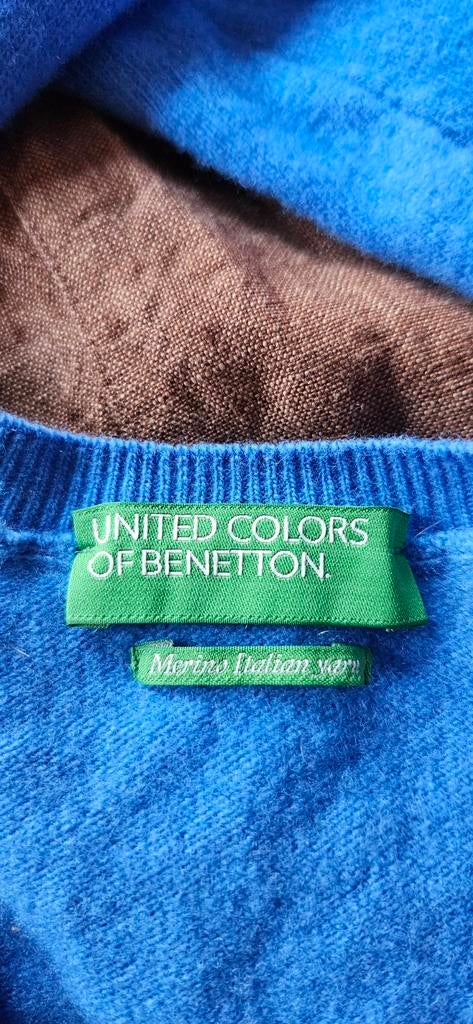 UNITED COLORS
OF BENETTON.
Merino Italian yarn